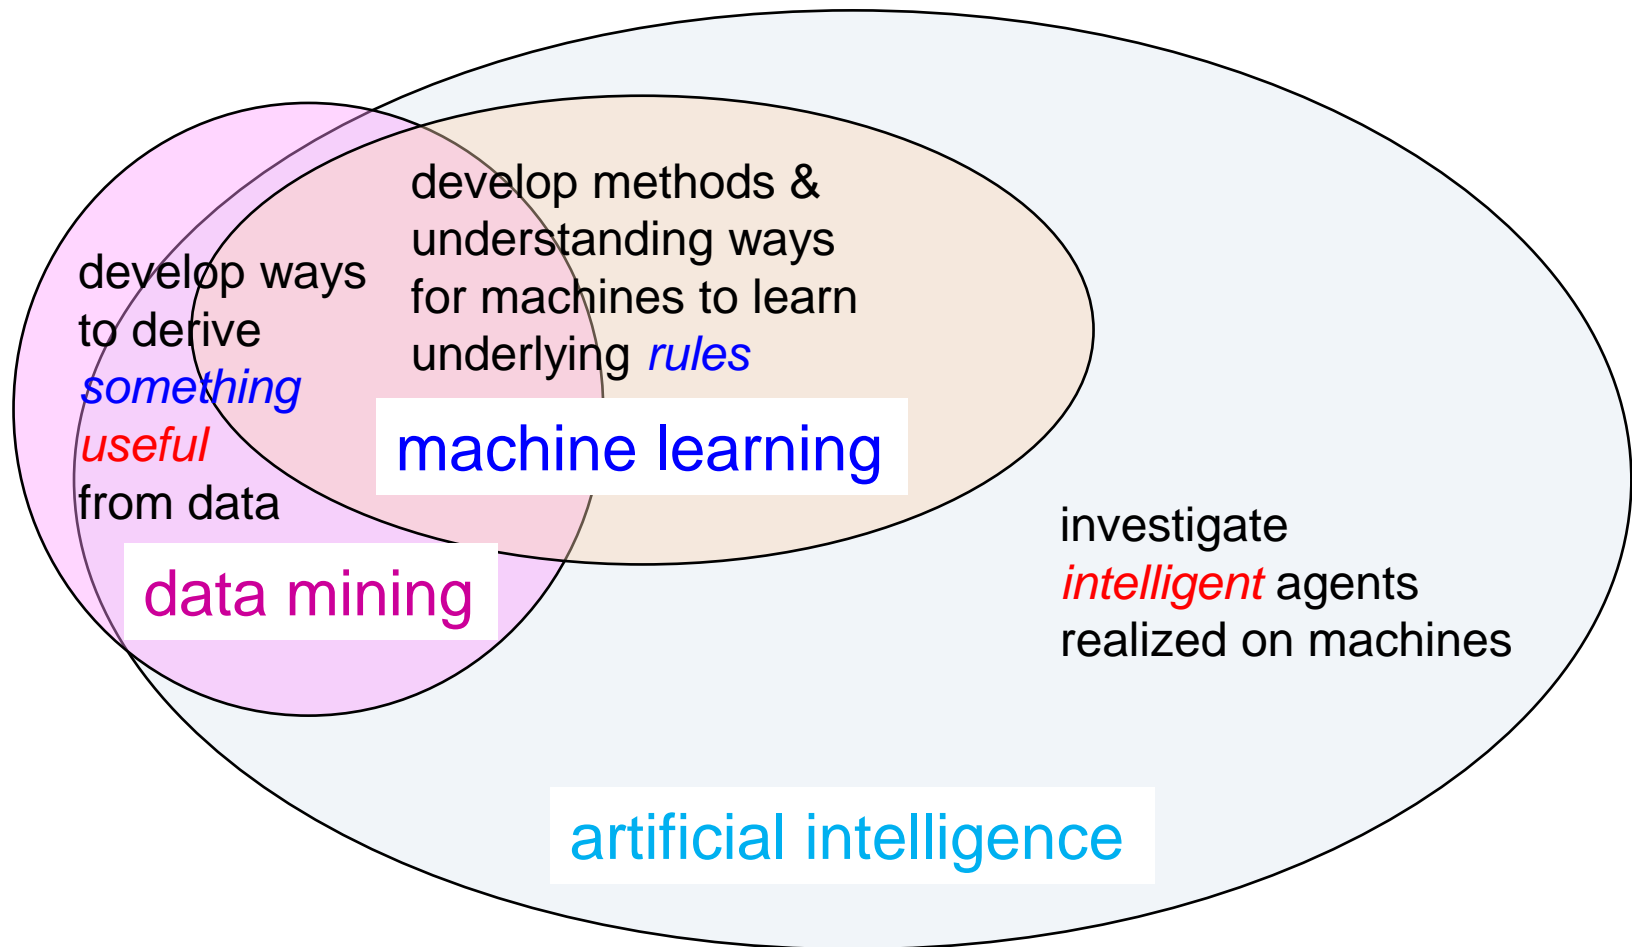 develop methods &
understanding ways
for machines to learn
underlying rules
machine learning
develop ways
to derive
something
useful
from data
data mining
investigate
intelligent agents
realized on machines
artificial intelligence